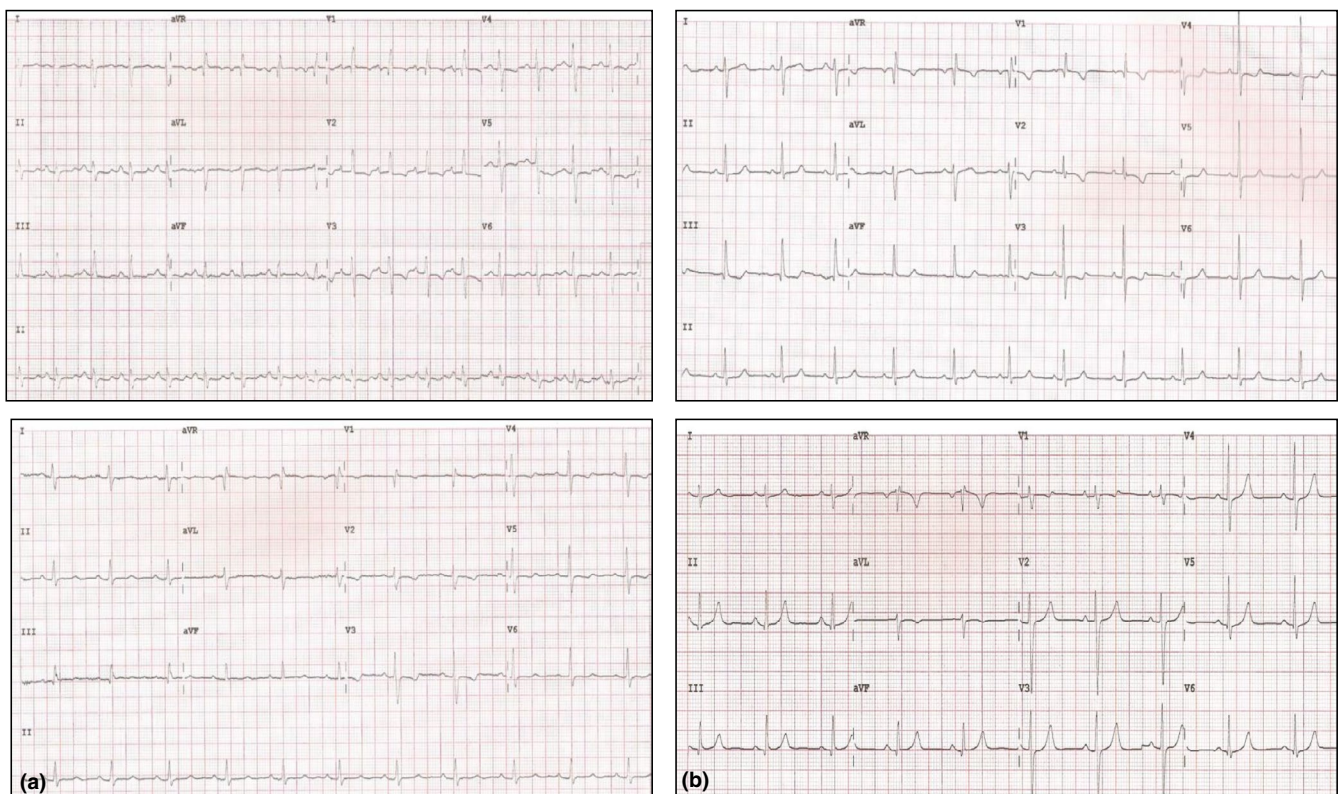 I aVR V1 V4
II aVL V2 V5
III aVF V3 V6
II
I aVR V1 V4
II aVL V2 V5
III aVF V3 V6
II
I aVR V1 V4
II aVL V2 V5
III aVF V3 V6
II
(a)
I aVR V1 V4
II aVL V2 V5
III aVF V3 V6
(b)